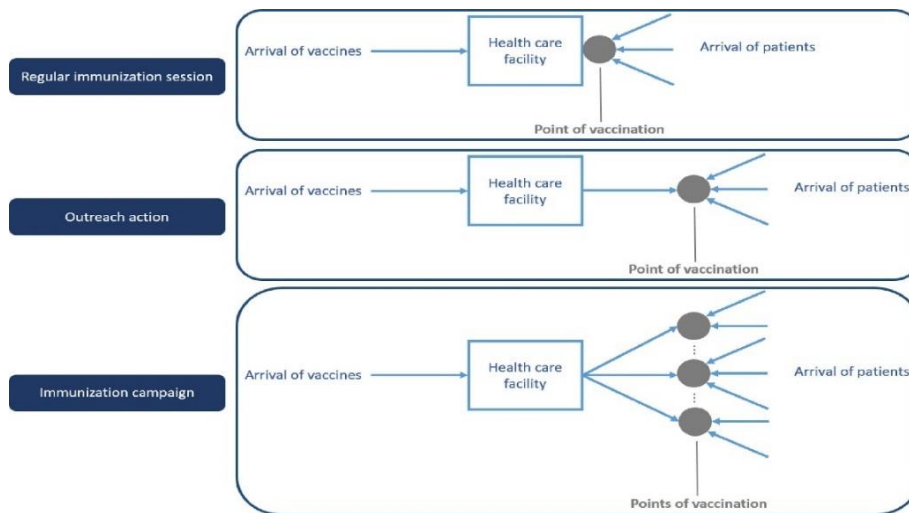 Regular immunization session
Arrival of vaccines
Health care
facility
Arrival of patients
Point of vaccination
Outreach action
Arrival of vaccines
Health care
facility
Arrival of patients
Point of vaccination
Immunization campaign
Arrival of vaccines
Health care
facility
Arrival of patients
Points of vaccination